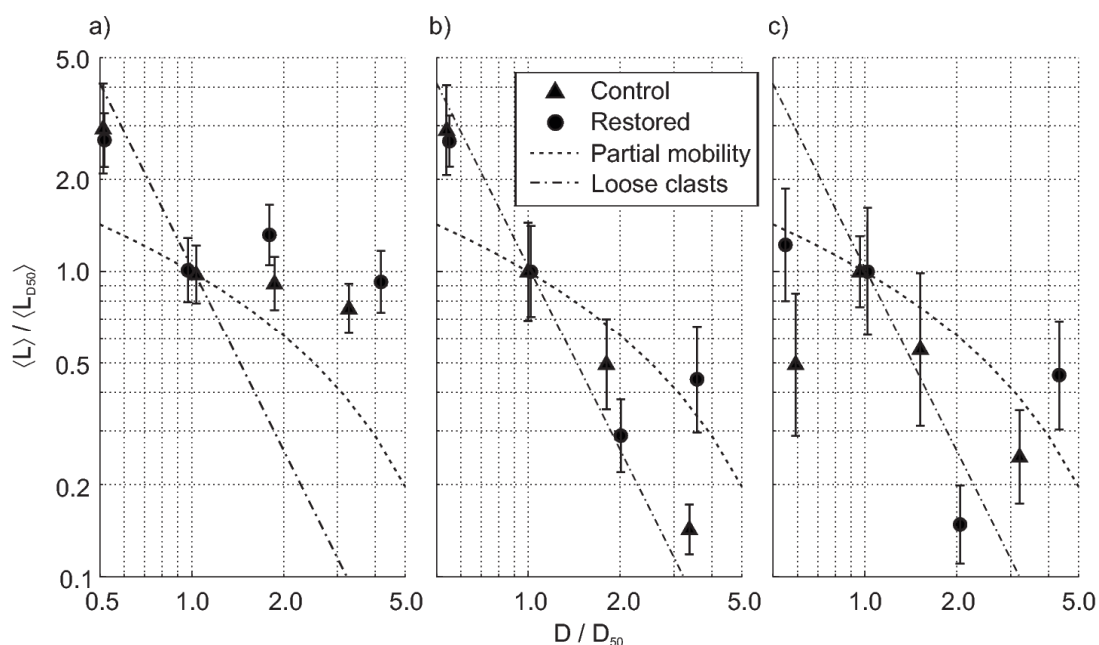 a) b) c)
5.0
2.0
1.0
0.5
0.2
0.1
⟨L⟩ / ⟨L_D50⟩
Control
Restored
Partial mobility
Loose clasts
0.5 1.0 2.0 5.0 1.0 2.0 5.0 1.0 2.0 5.0
D / D_50